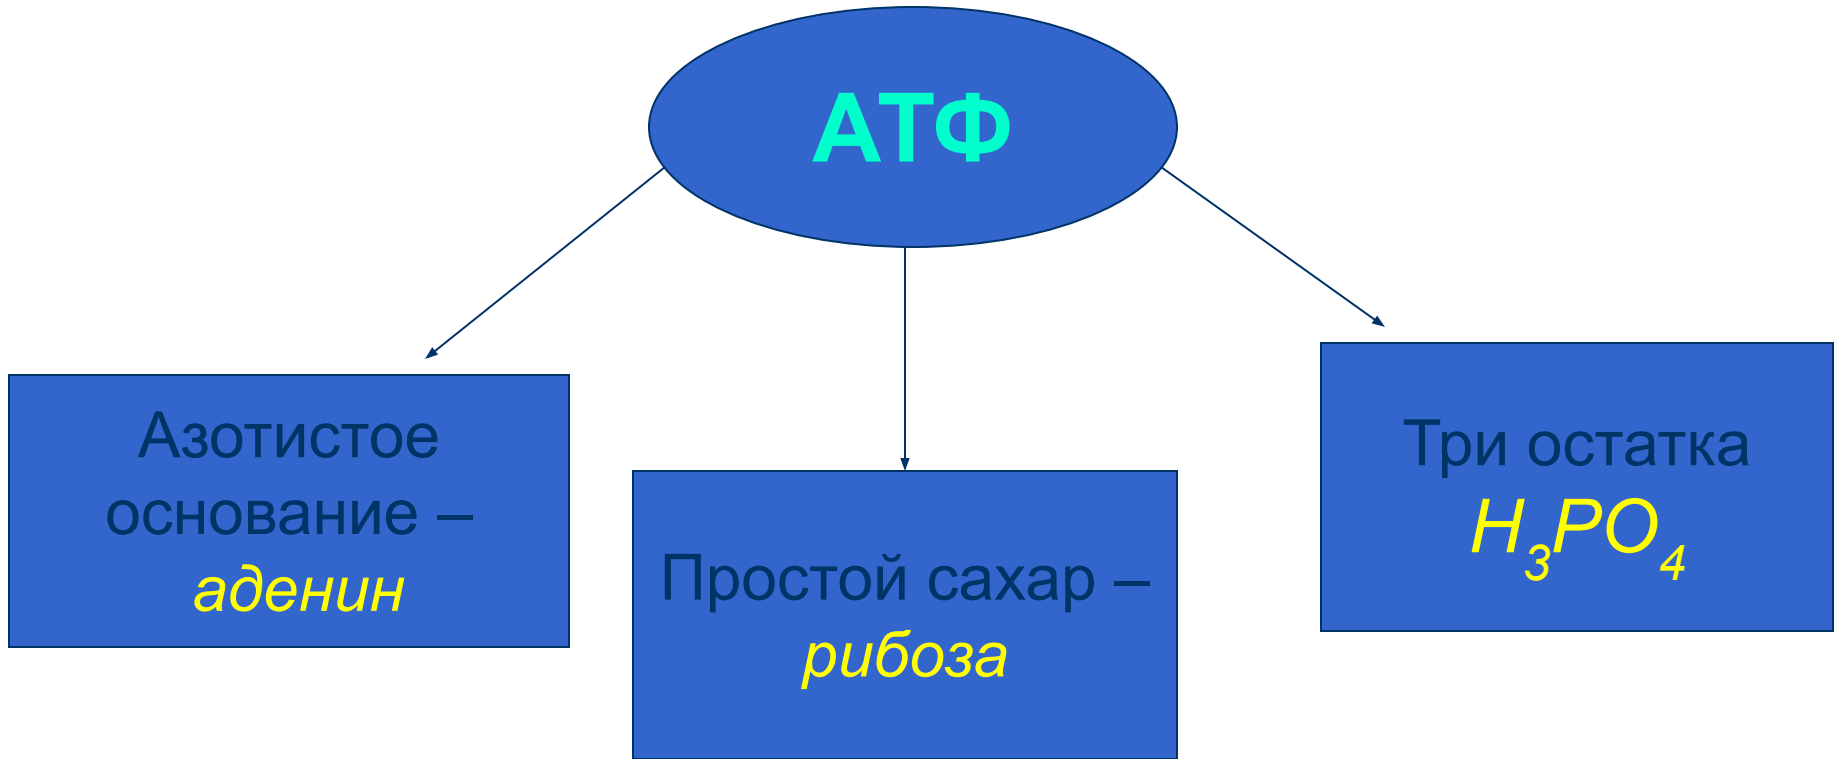 АТФ
Азотистое
основание –
аденин
Простой сахар –
рибоза
Три остатка
H₃PO₄